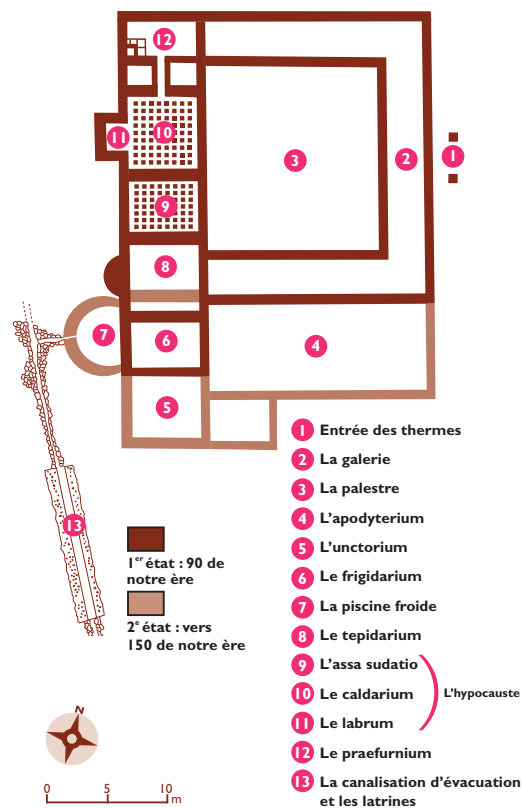 12
11
10
3
2
1
9
8
7
6
4
5
13
1er état : 90 de
notre ère
2e état : vers
150 de notre ère
1 Entrée des thermes
2 La galerie
3 La palestre
4 L'apodyterium
5 L'unctorium
6 Le frigidarium
7 La piscine froide
8 Le tepidarium
9 L'assa sudatio
10 Le caldarium
11 Le labrum
L'hypocauste
12 Le praefurnium
13 La canalisation d'évacuation
et les latrines
N
0 5 10
m